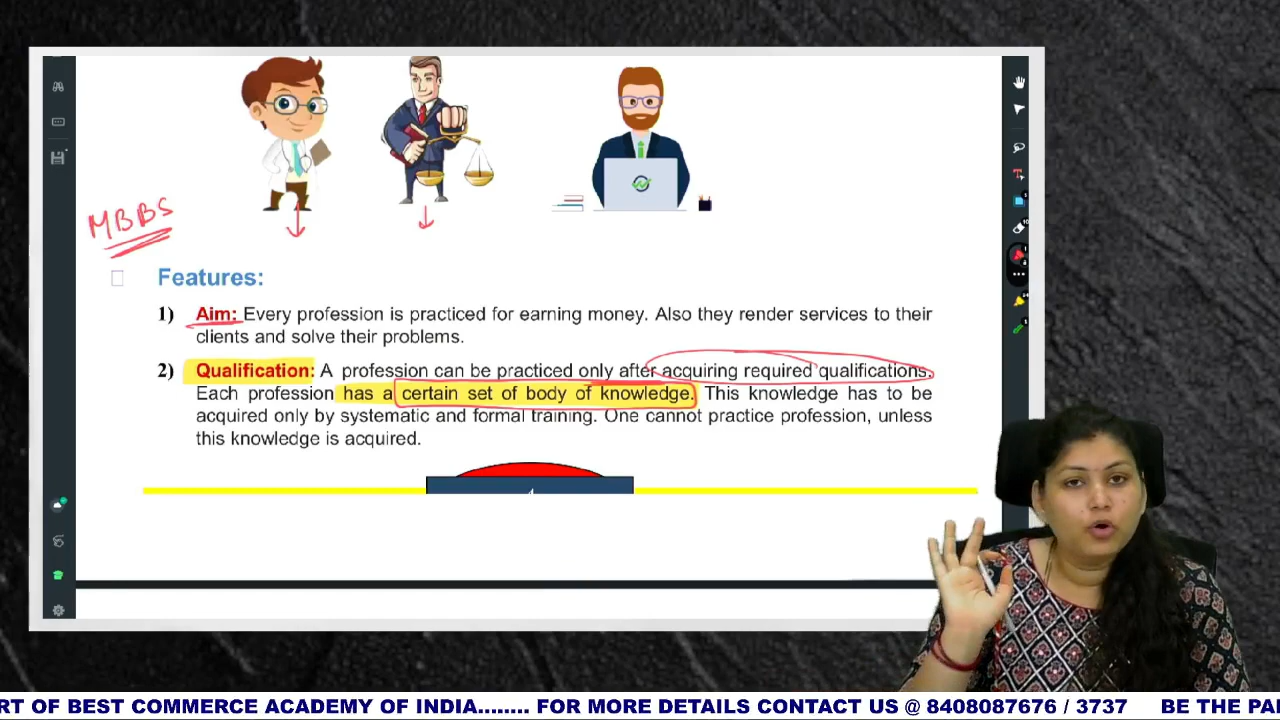 MBBS
Features:
1) Aim: Every profession is practiced for earning money. Also they render services to their
clients and solve their problems.
2) Qualification: A profession can be practiced only after acquiring required qualifications.
Each profession has a certain set of body of knowledge. This knowledge has to be
acquired only by systematic and formal training. One cannot practice profession, unless
this knowledge is acquired.
RT OF BEST COMMERCE ACADEMY OF INDIA........ FOR MORE DETAILS CONTACT US @ 8408087676 / 3737 BE THE PA